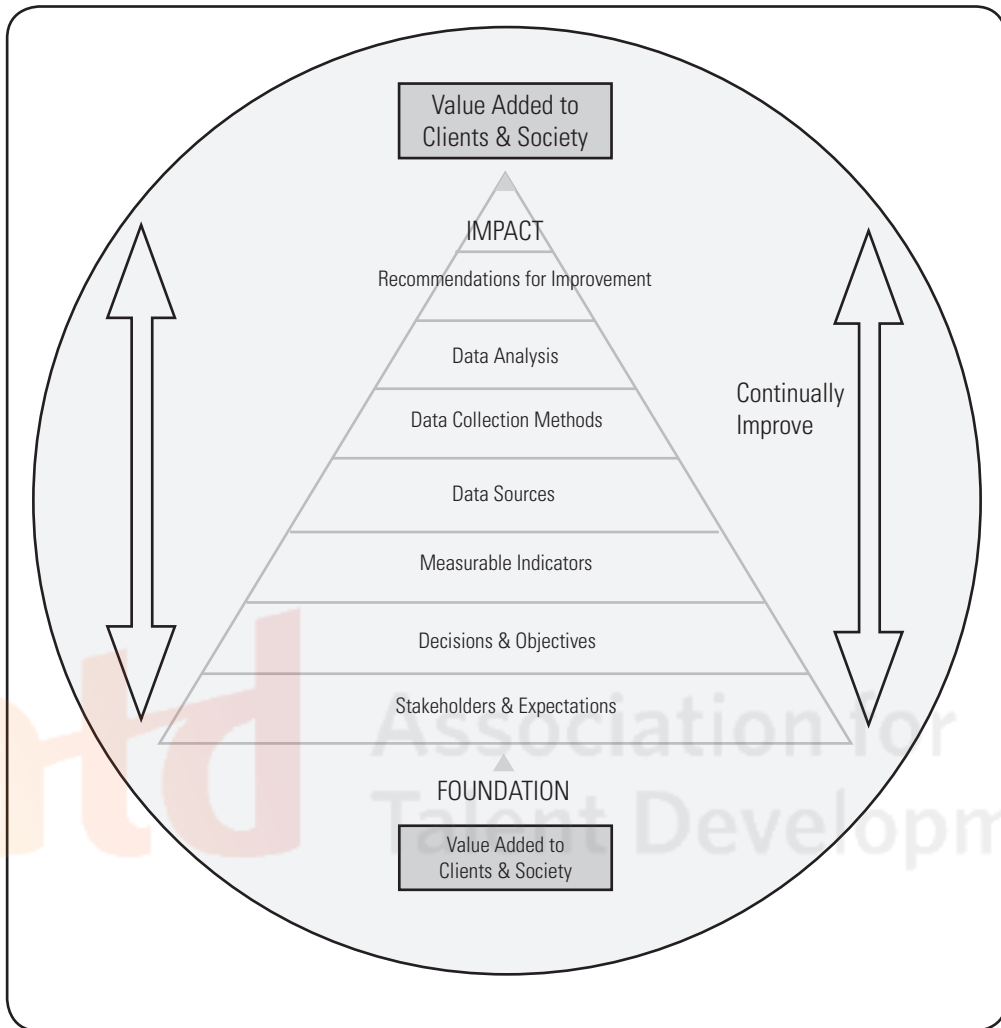 Value Added to
Clients & Society
IMPACT
Recommendations for Improvement
Data Analysis
Data Collection Methods
Continually
Improve
Data Sources
Measurable Indicators
Decisions & Objectives
Stakeholders & Expectations
FOUNDATION
Value Added to
Clients & Society
atd
Association for
Talent Developm